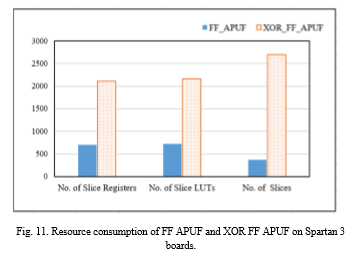 FF_APUF XOR_FF_APUF
3000
2500
2000
1500
1000
500
0
No. of Slice Registers No. of Slice LUTs No. of Slices
Fig. 11. Resource consumption of FF APUF and XOR FF APUF on Spartan 3
boards.